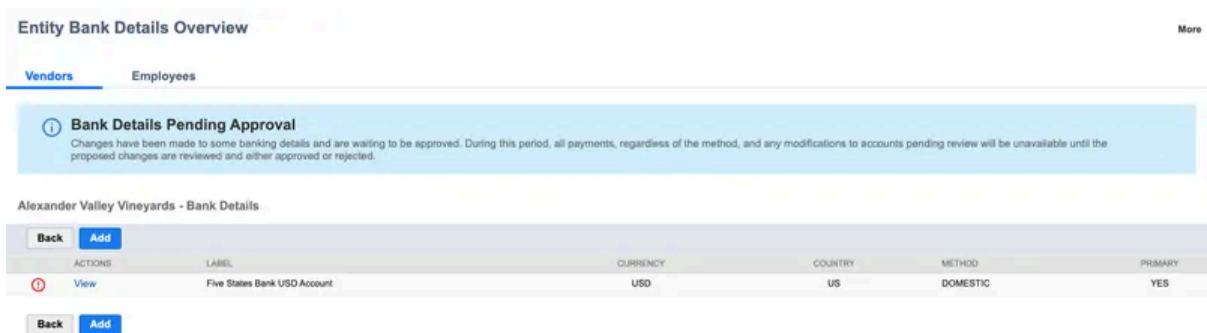 Entity Bank Details Overview
More
Vendors Employees
Bank Details Pending Approval
Changes have been made to some banking details and are waiting to be approved. During this period, all payments, regardless of the method, and any modifications to accounts pending review will be unavailable until the
proposed changes are reviewed and either approved or rejected.
Alexander Valley Vineyards - Bank Details
Back Add
ACTIONS LABEL CURRENCY COUNTRY METHOD PRIMARY
View Five States Bank USD Account USD US DOMESTIC YES
Back Add